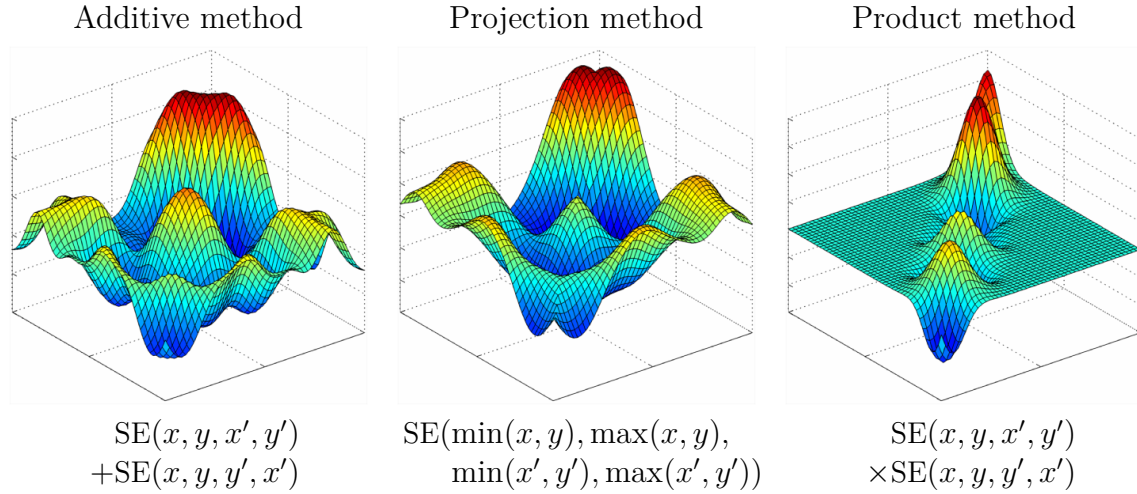 Additive method
Projection method
Product method
SE(x, y, x′, y′)
+SE(x, y, y′, x′)
SE(min(x, y), max(x, y),
min(x′, y′), max(x′, y′))
SE(x, y, x′, y′)
×SE(x, y, y′, x′)